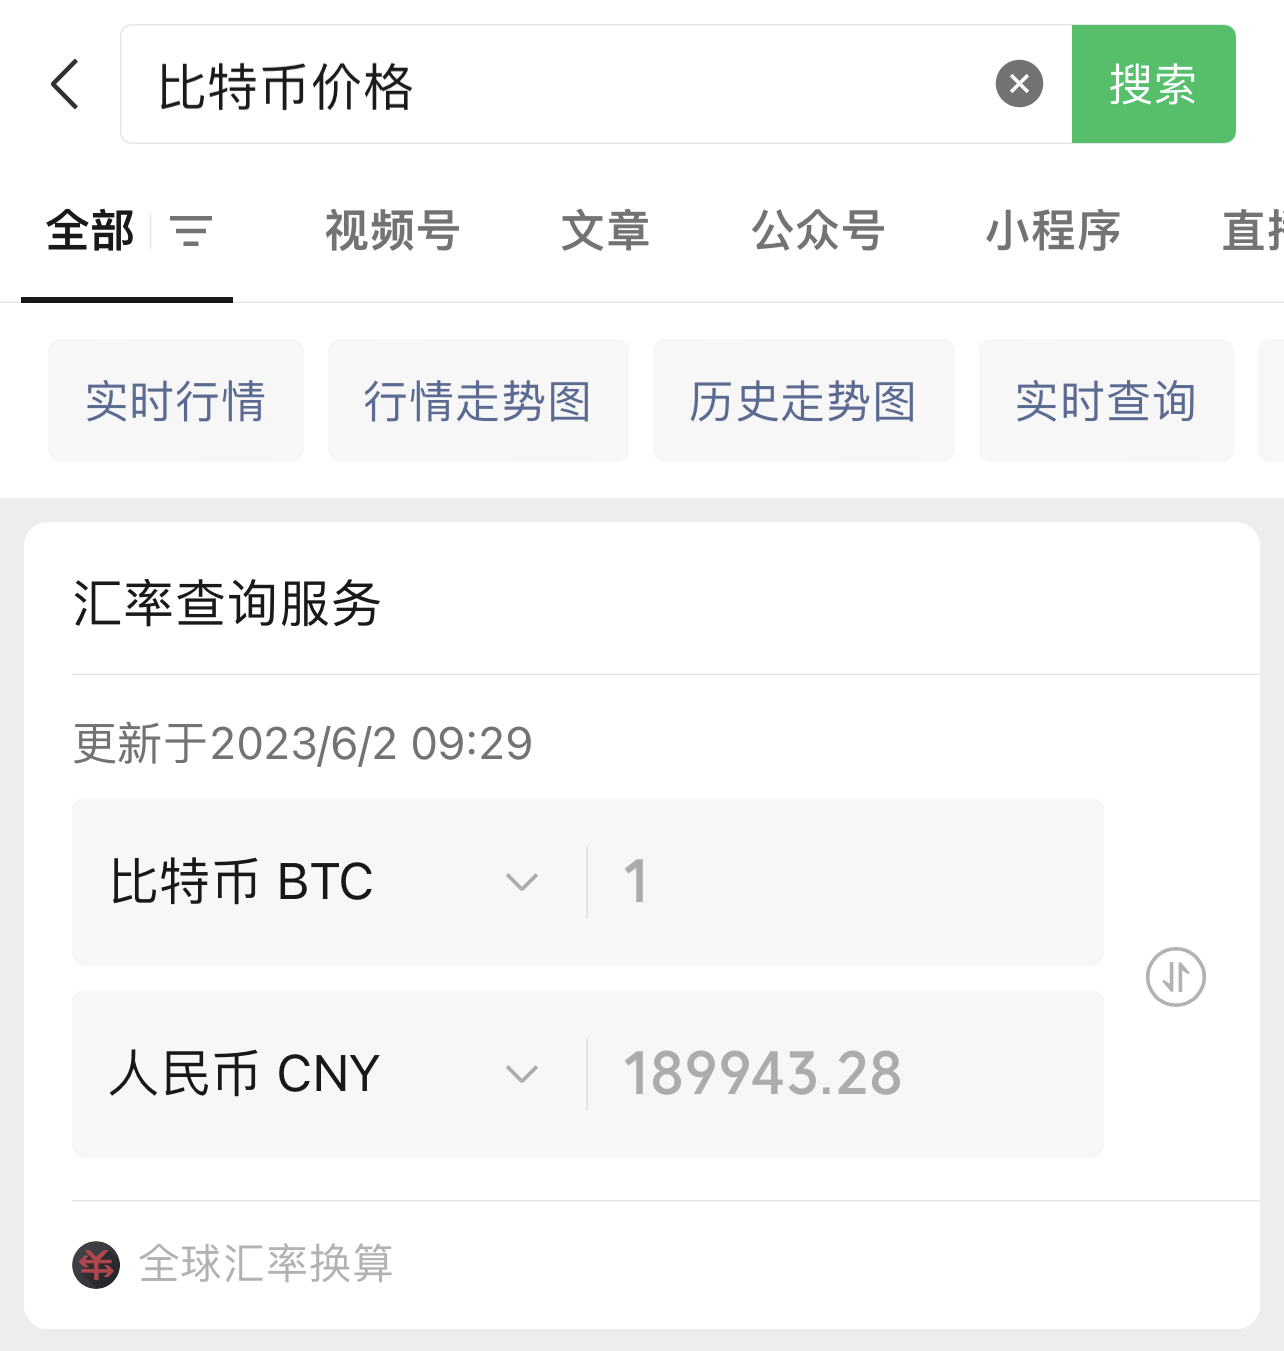 比特币价格
搜索
全部 视频号 文章 公众号 小程序 直播
实时行情 行情走势图 历史走势图 实时查询
汇率查询服务
更新于2023/6/2 09:29
比特币 BTC 1
人民币 CNY 189943.28
全球汇率换算